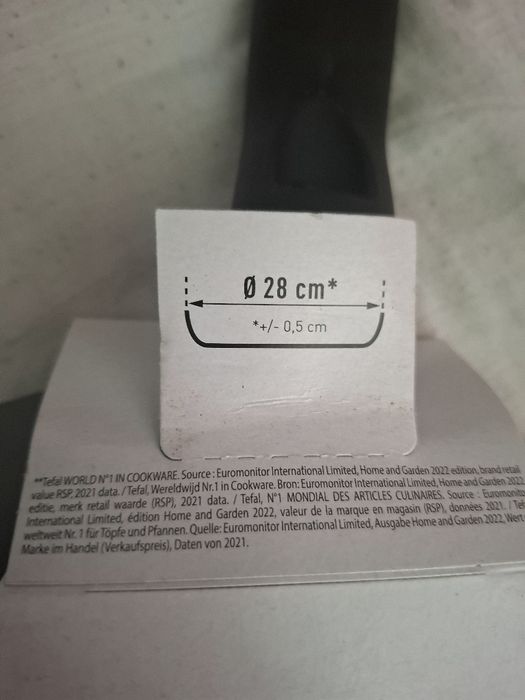 Ø 28 cm*
*+/- 0,5 cm
**Tefal WORLD N°1 IN COOKWARE. Source : Euromonitor International Limited, Home and Garden 2022 edition, brand retail
value RSP, 2021 data. / Tefal, Wereldwijd Nr.1 in Cookware. Bron: Euromonitor International Limited, Home and Garden 2022
editie, merk retail waarde (RSP), 2021 data. / Tefal, N°1 MONDIAL DES ARTICLES CULINAIRES. Source : Euromonitor
International Limited, édition Home and Garden 2022, valeur de la marque en magasin (RSP), données 2021. /
weltweit Nr. 1 für Töpfe und Pfannen. Quelle: Euromonitor International Limited, Ausgabe Home and Garden 2022,
Marke im Handel (Verkaufspreis), Daten von 2021.